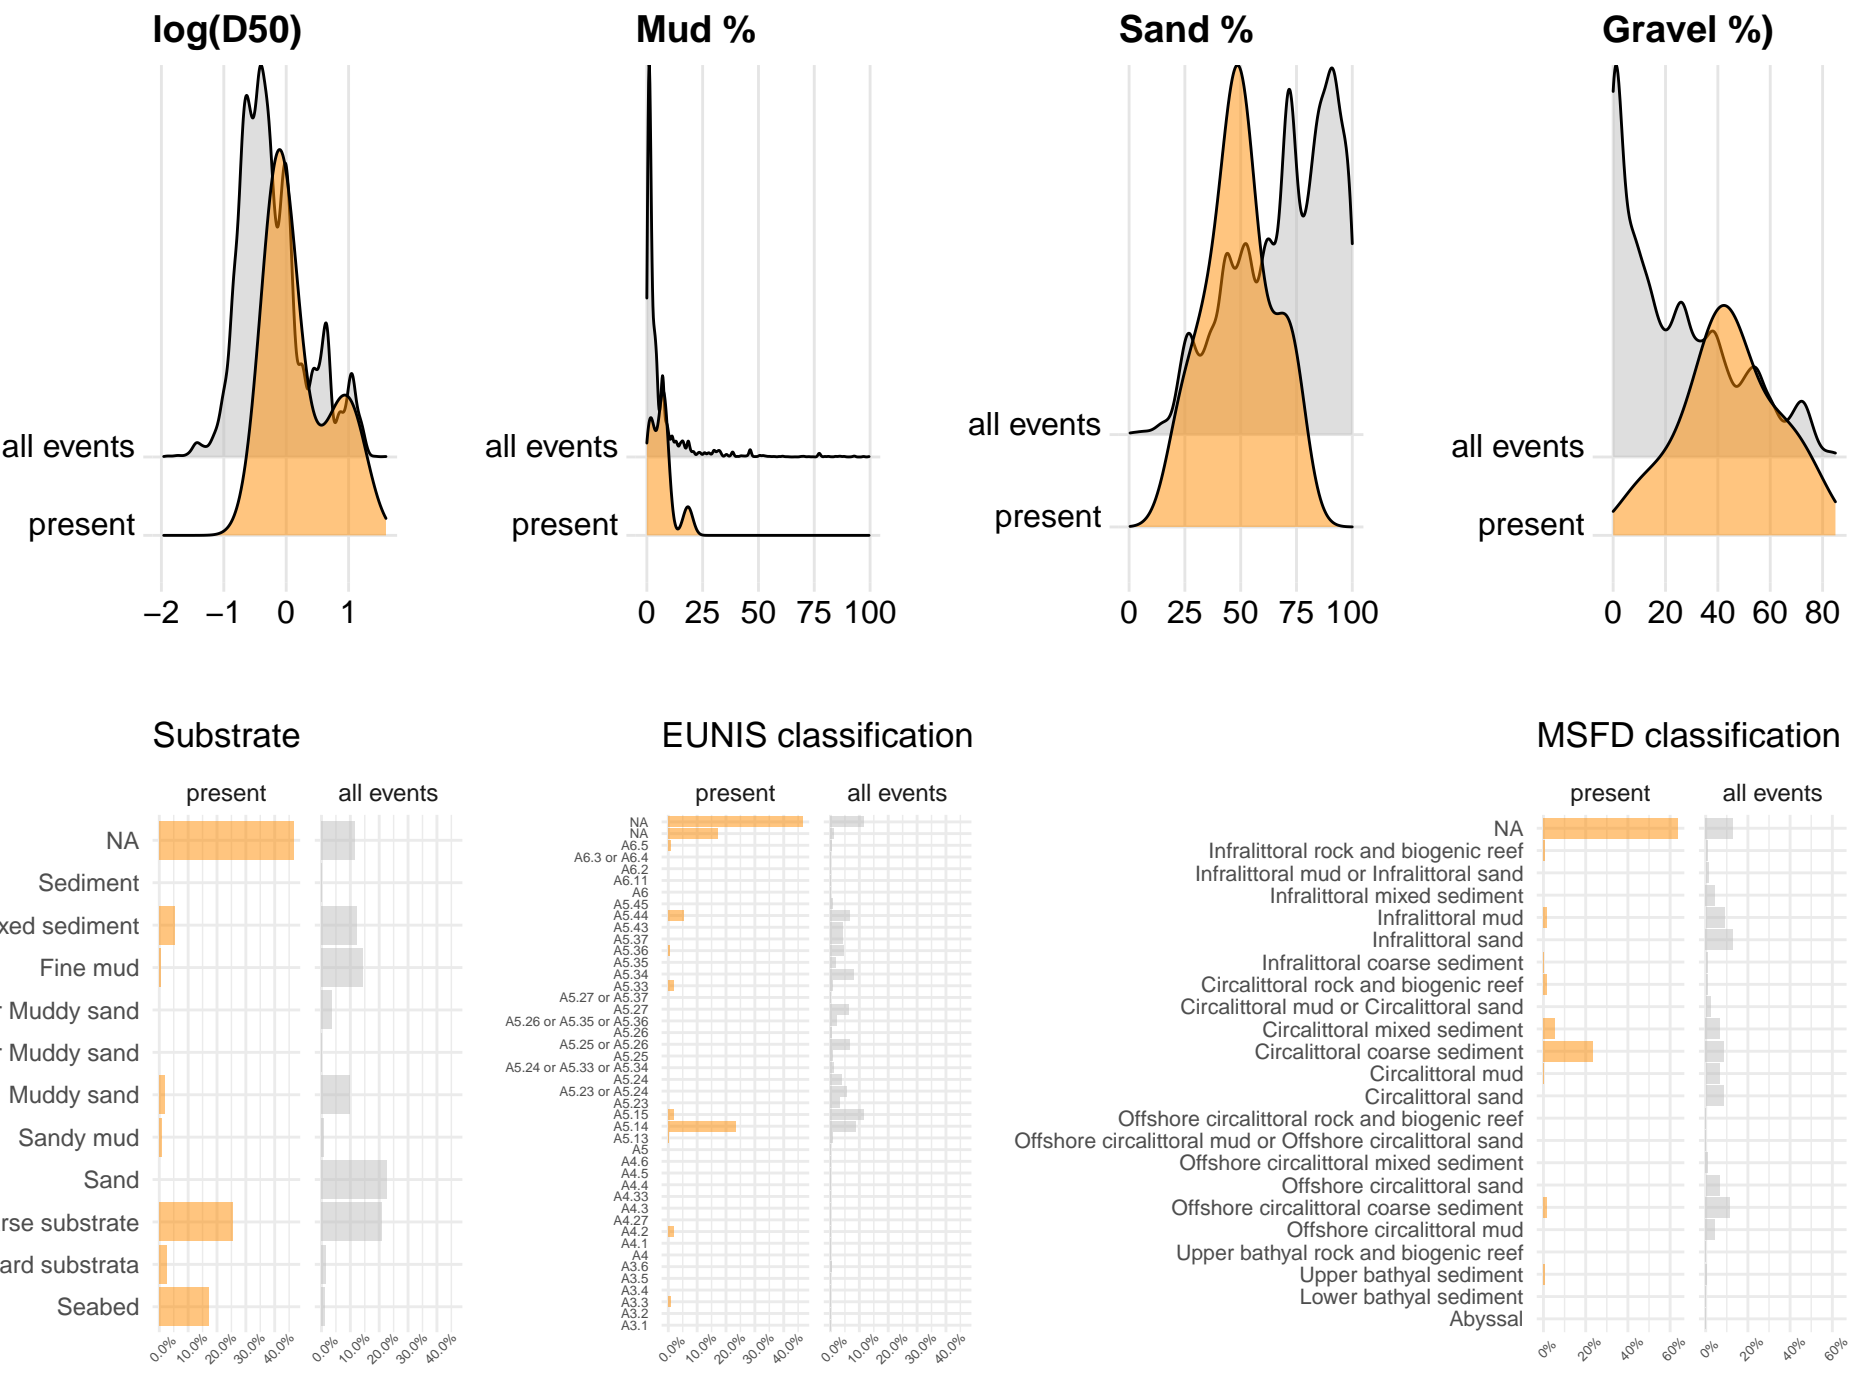 log(D50)
Mud %
Sand %
Gravel %)
all events
present
−2 −1 0 1
all events
present
0 25 50 75 100
all events
present
0 25 50 75 100
all events
present
0 20 40 60 80
Substrate
present
all events
NA
Sediment
xed sediment
Fine mud
r Muddy sand
r Muddy sand
Muddy sand
Sandy mud
Sand
rse substrate
ard substrata
Seabed
0.0% 10.0% 20.0% 30.0% 40.0%
0.0% 10.0% 20.0% 30.0% 40.0%
EUNIS classification
present
all events
NA
NA
A6.5
A6.3 or A6.4
A6.2
A6.11
A6
A5.45
A5.44
A5.43
A5.37
A5.36
A5.35
A5.34
A5.33
A5.27 or A5.37
A5.27
A5.26 or A5.35 or A5.36
A5.26
A5.25 or A5.26
A5.25
A5.24 or A5.33 or A5.34
A5.24
A5.23 or A5.24
A5.23
A5.15
A5.14
A5.13
A5
A4.6
A4.5
A4.4
A4.33
A4.3
A4.27
A4.2
A4.1
A4
A3.6
A3.5
A3.4
A3.3
A3.2
A3.1
0.0% 10.0% 20.0% 30.0% 40.0%
0.0% 10.0% 20.0% 30.0% 40.0%
MSFD classification
present
all events
NA
Infralittoral rock and biogenic reef
Infralittoral mud or Infralittoral sand
Infralittoral mixed sediment
Infralittoral mud
Infralittoral sand
Infralittoral coarse sediment
Circalittoral rock and biogenic reef
Circalittoral mud or Circalittoral sand
Circalittoral mixed sediment
Circalittoral coarse sediment
Circalittoral mud
Circalittoral sand
Offshore circalittoral rock and biogenic reef
Offshore circalittoral mud or Offshore circalittoral sand
Offshore circalittoral mixed sediment
Offshore circalittoral sand
Offshore circalittoral coarse sediment
Offshore circalittoral mud
Upper bathyal rock and biogenic reef
Upper bathyal sediment
Lower bathyal sediment
Abyssal
0% 20% 40% 60%
0% 20% 40% 60%